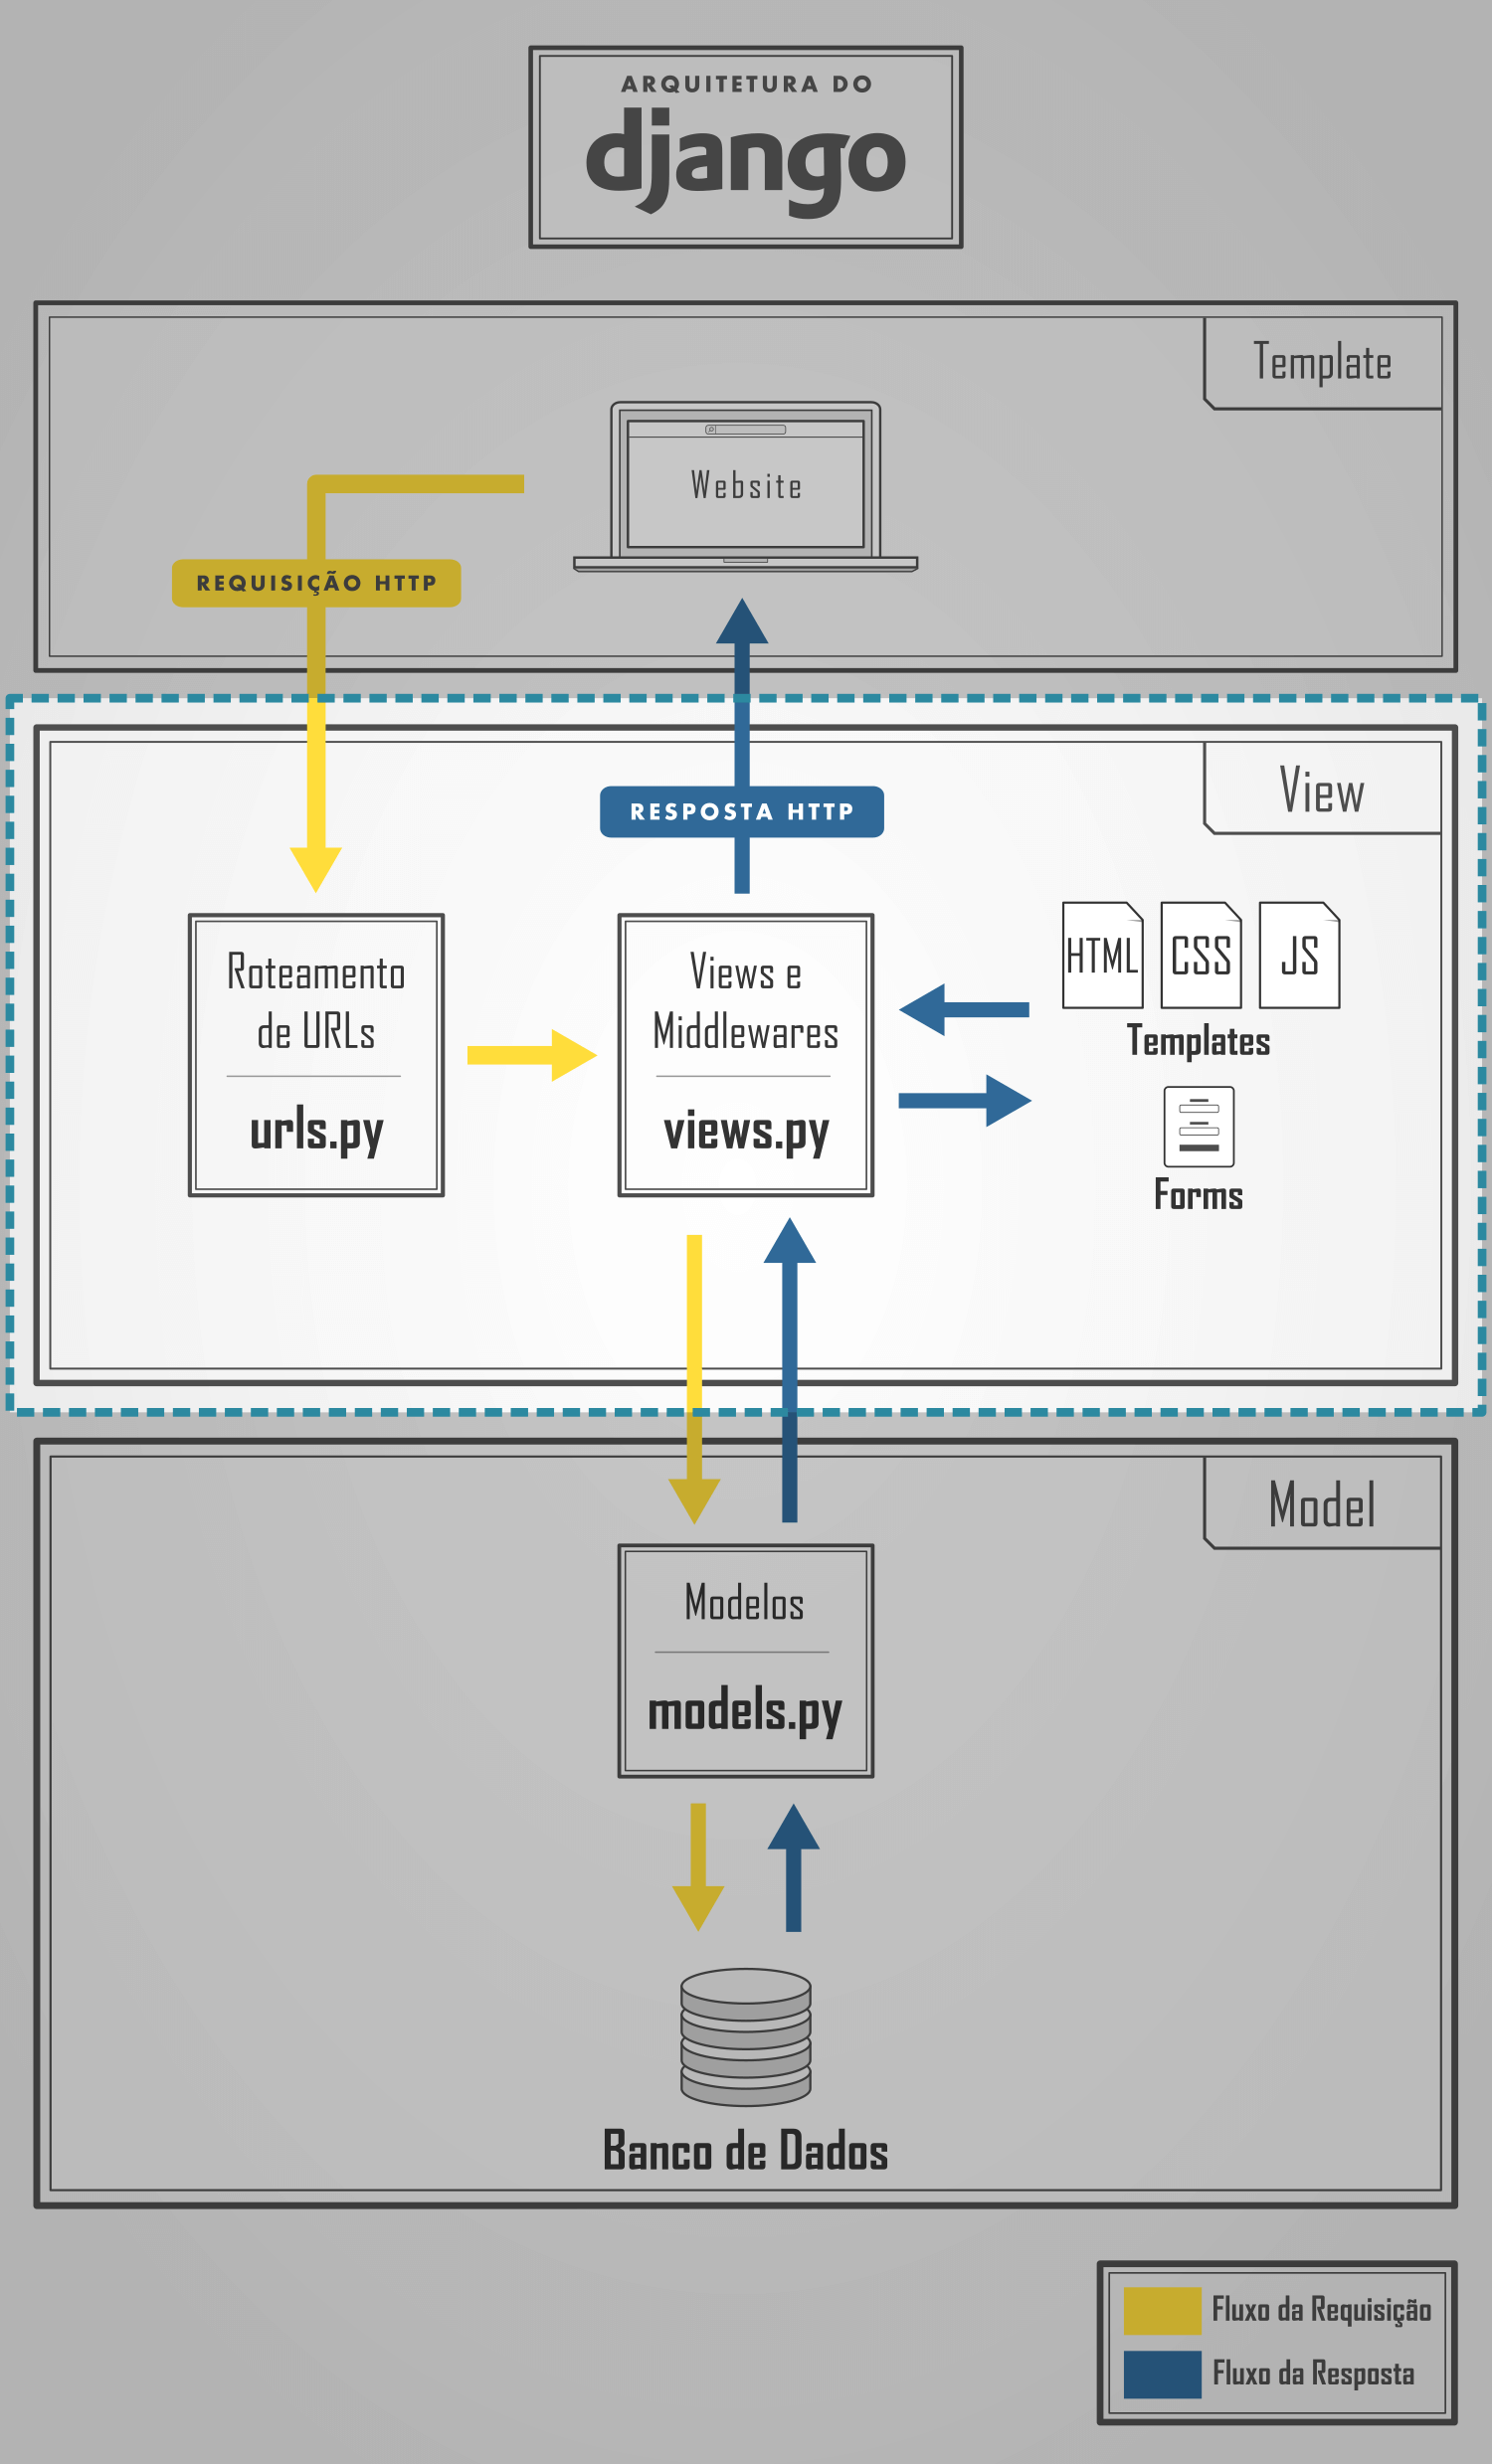 ARQUITETURA DO
django
Template
Website
REQUISIÇÃO HTTP
View
RESPOSTA HTTP
Roteamento
de URLs
urls.py
Views e
Middlewares
views.py
HTML
CSS
JS
Templates
Forms
Model
Modelos
models.py
Banco de Dados
Fluxo da Requisição
Fluxo da Resposta